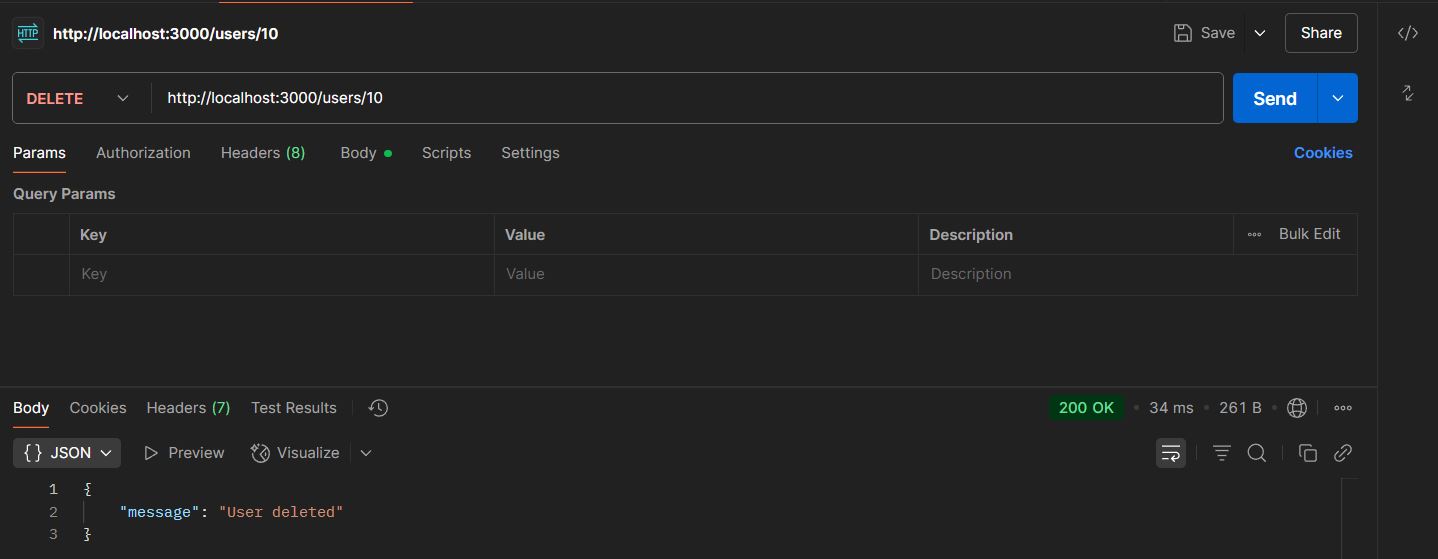 HTTP http://localhost:3000/users/10 Save Share
DELETE http://localhost:3000/users/10 Send
Params Authorization Headers (8) Body Scripts Settings Cookies
Query Params
Key Value Description Bulk Edit
Key Value Description
Body Cookies Headers (7) Test Results 200 OK 34 ms 261 B
{} JSON Preview Visualize
1 {
2 "message": "User deleted"
3 }